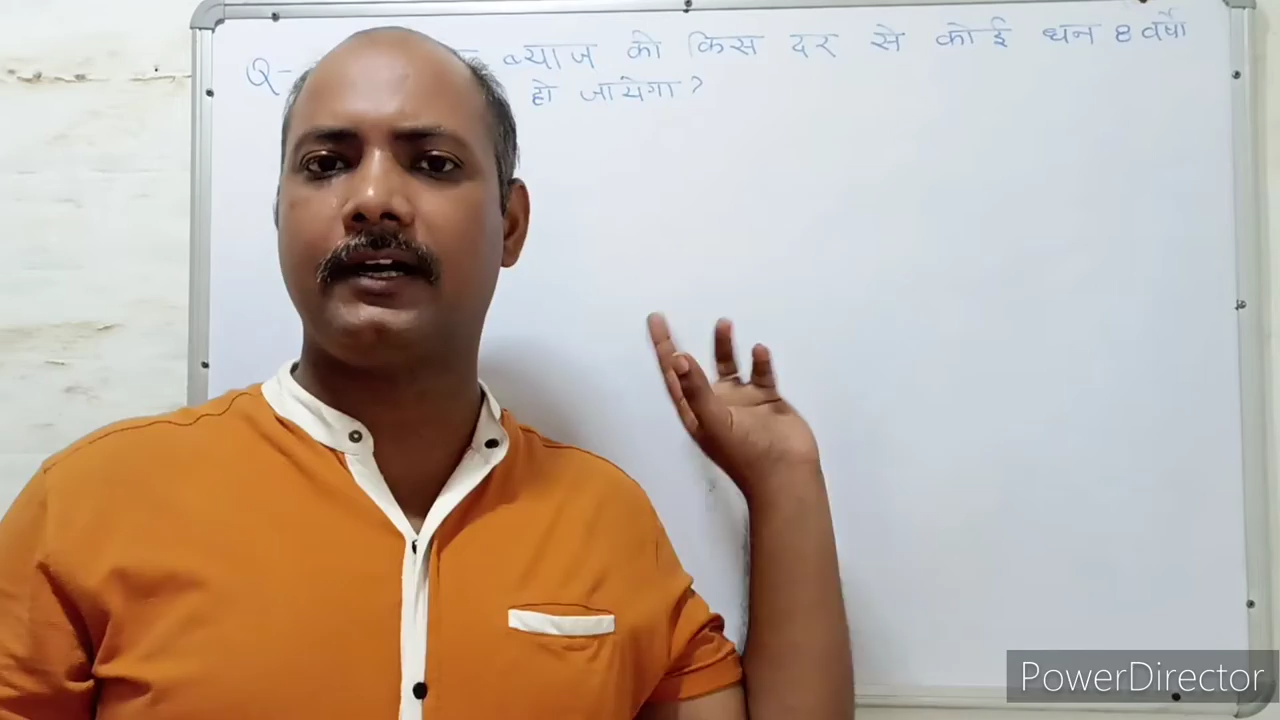 Q- ब्याज की किस दर से कोई धन 8 वर्षो
हो जायेगा?
PowerDirector